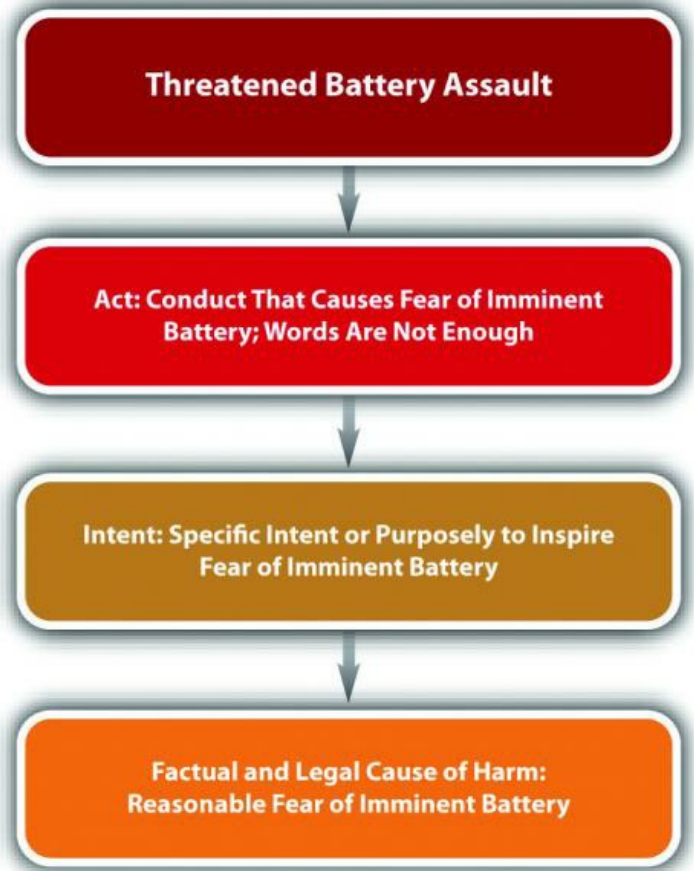 Threatened Battery Assault
Act: Conduct That Causes Fear of Imminent
Battery; Words Are Not Enough
Intent: Specific Intent or Purposely to Inspire
Fear of Imminent Battery
Factual and Legal Cause of Harm:
Reasonable Fear of Imminent Battery